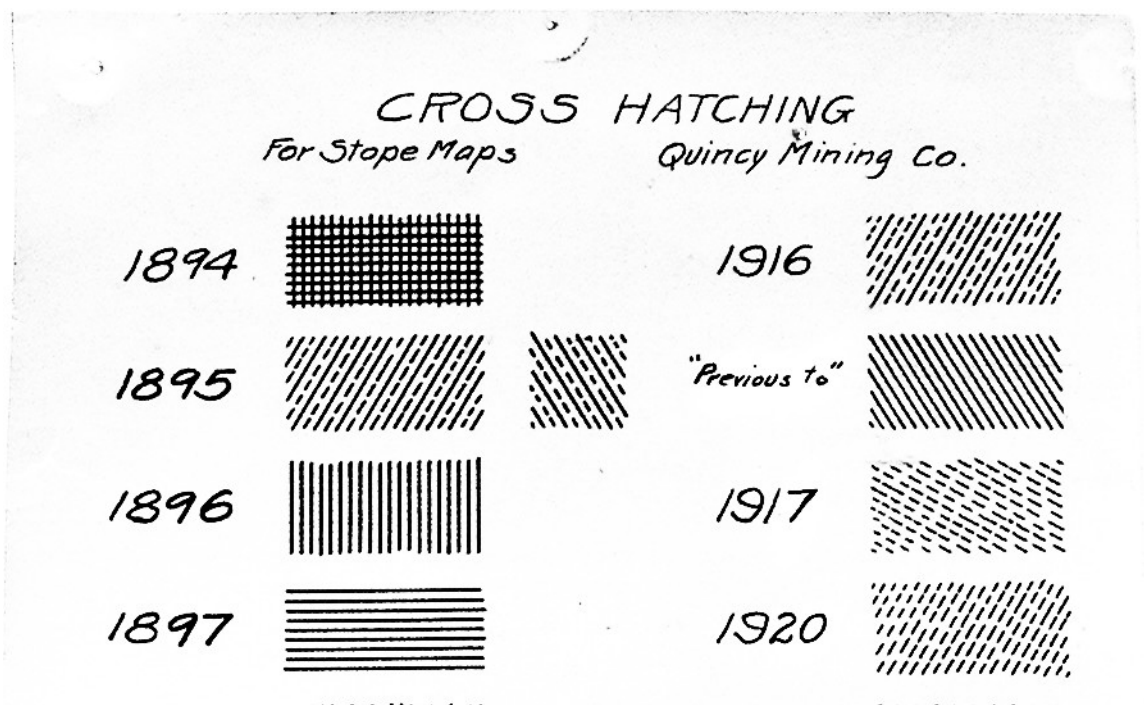 CROSS HATCHING
For Stope Maps Quincy Mining Co.
1894 1916
1895 "Previous to"
1896 1917
1897 1920